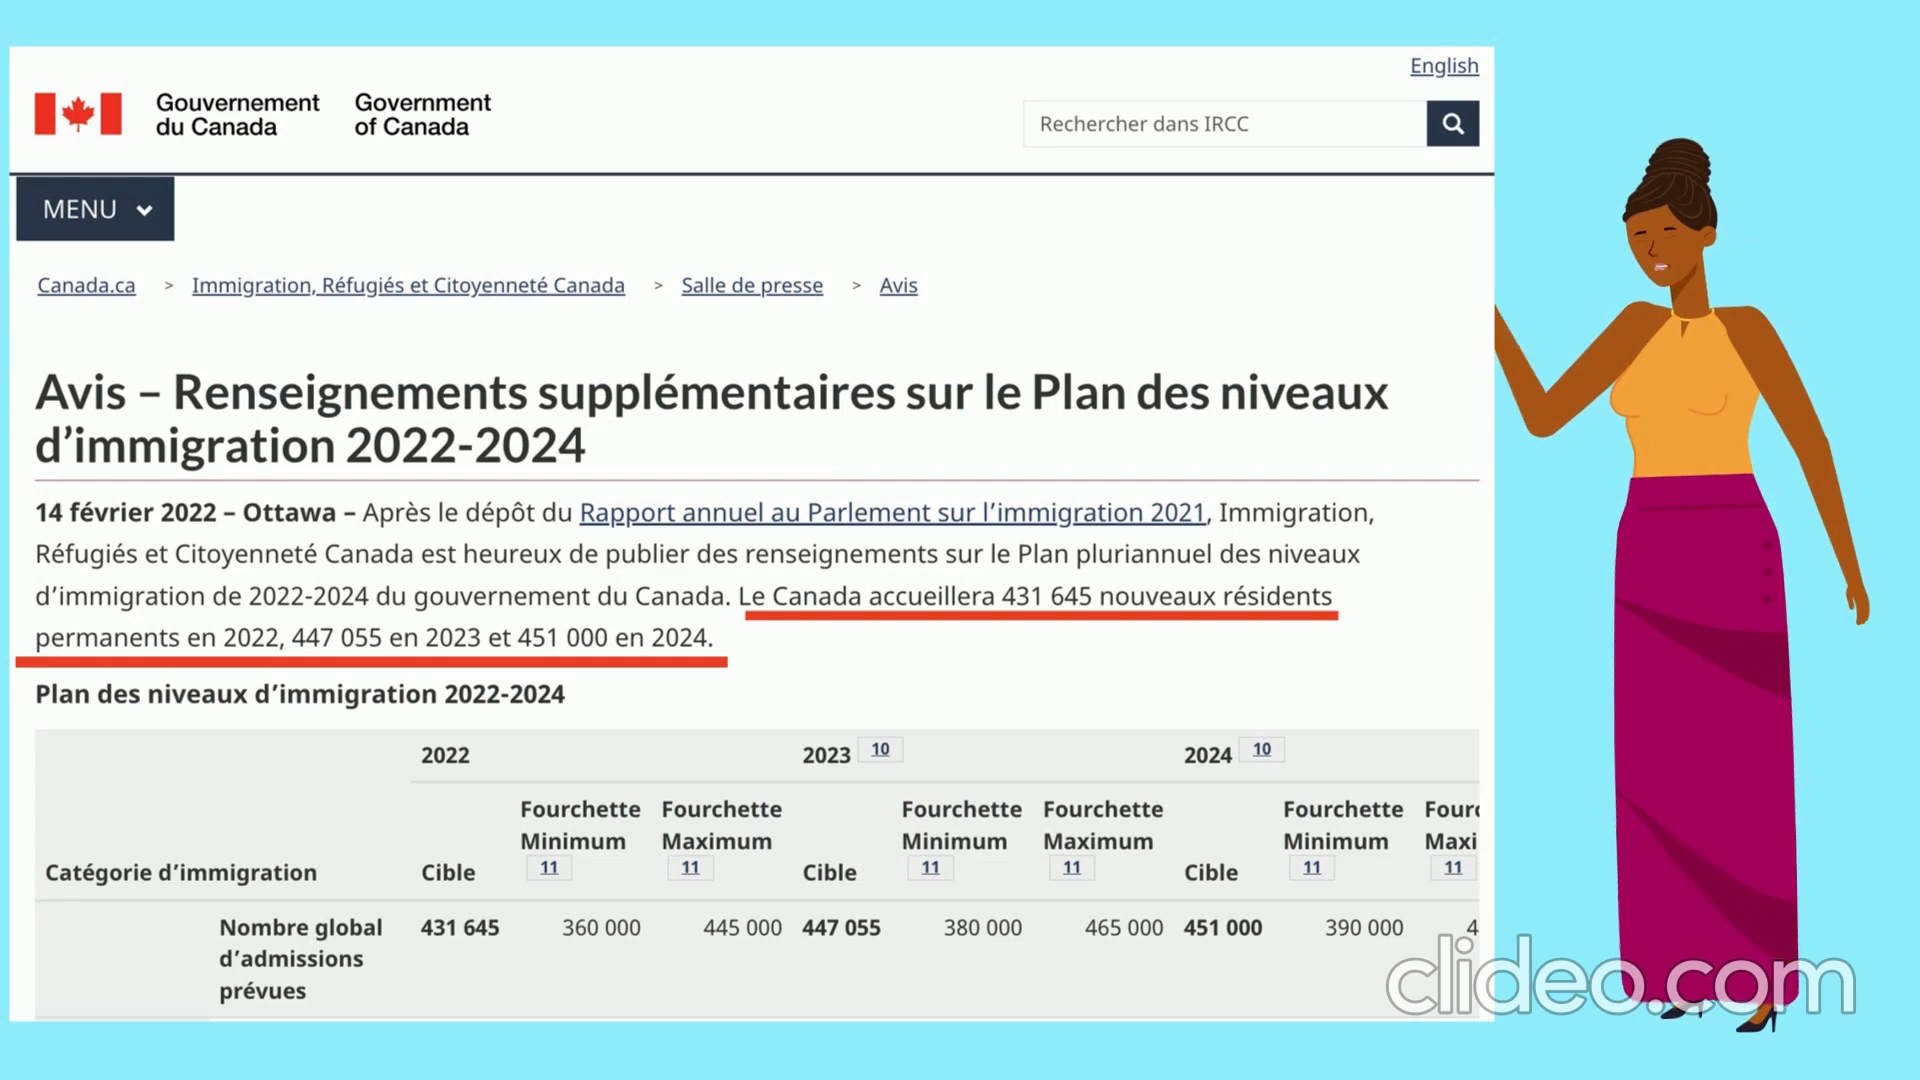 English
Gouvernement du Canada
Government of Canada
Rechercher dans IRCC
MENU
Canada.ca > Immigration, Réfugiés et Citoyenneté Canada > Salle de presse > Avis
Avis – Renseignements supplémentaires sur le Plan des niveaux
d’immigration 2022-2024
14 février 2022 – Ottawa – Après le dépôt du Rapport annuel au Parlement sur l’immigration 2021, Immigration,
Réfugiés et Citoyenneté Canada est heureux de publier des renseignements sur le Plan pluriannuel des niveaux
d’immigration de 2022-2024 du gouvernement du Canada. Le Canada accueillera 431 645 nouveaux résidents
permanents en 2022, 447 055 en 2023 et 451 000 en 2024.
Plan des niveaux d’immigration 2022-2024
2022 2023 10 2024 10
Fourchette Fourchette Fourchette Fourchette Fourchette Fourc
Minimum Maximum Minimum Maximum Minimum Maxi
11 11 11 11 11 11
Catégorie d’immigration Cible Cible Cible
Nombre global 431 645 360 000 445 000 447 055 380 000 465 000 451 000 390 000 4
d’admissions
prévues
clideo.com